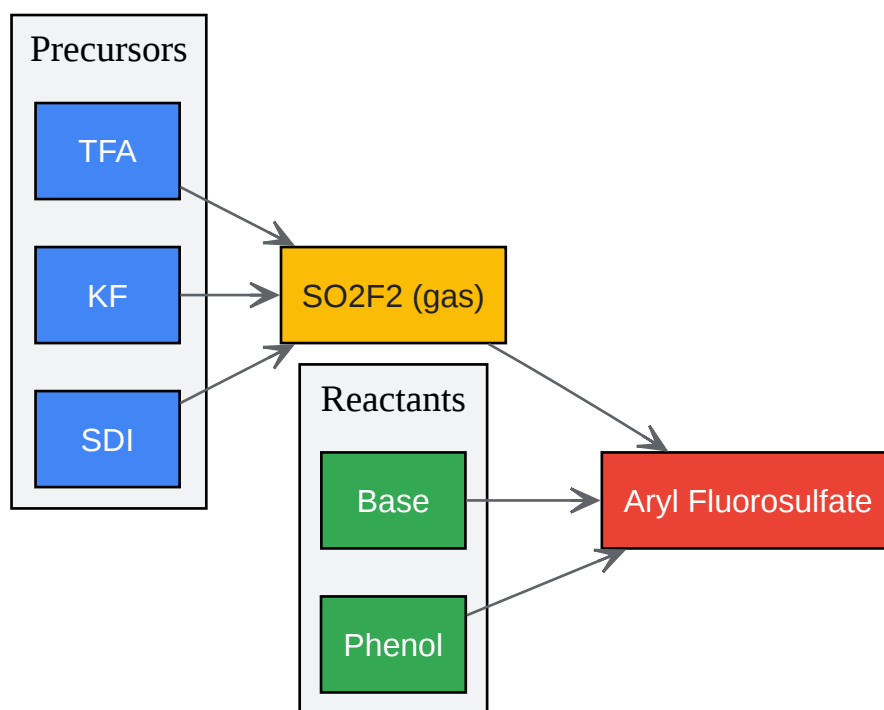 Precursors
TFA
KF
SDI
SO2F2 (gas)
Reactants
Base
Phenol
Aryl Fluorosulfate